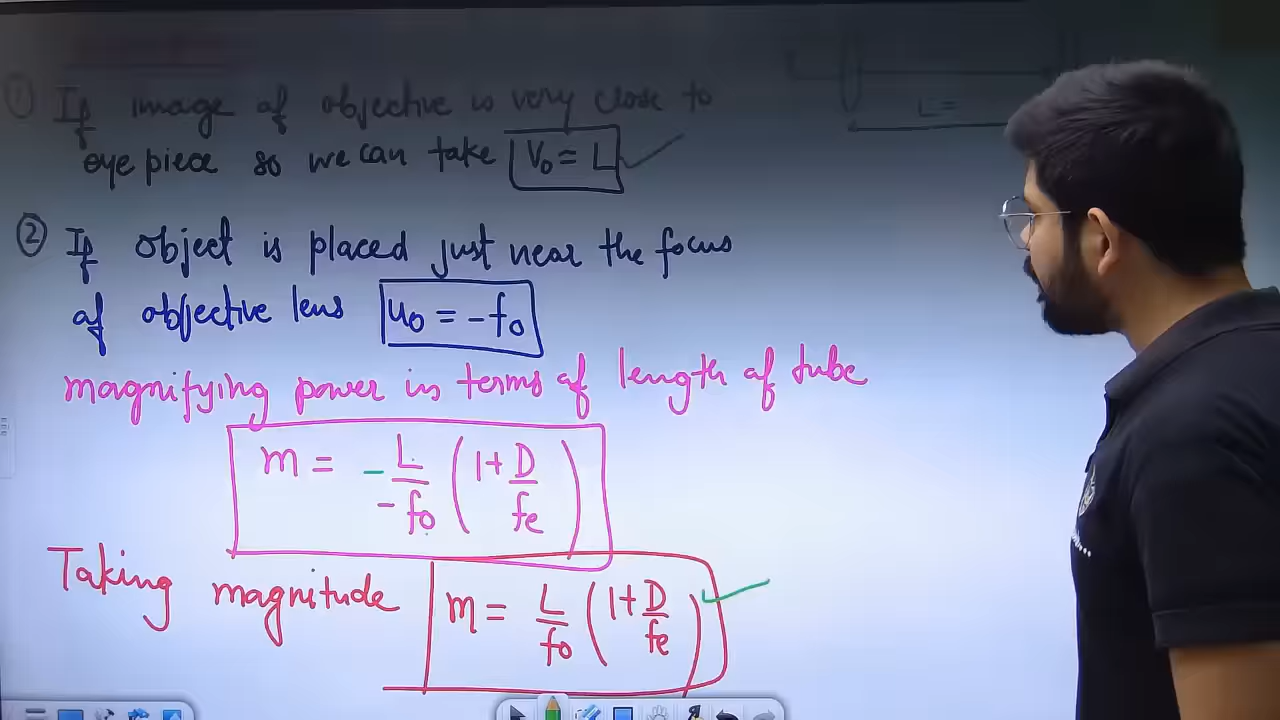 ① If image of objective is very close to
eye piece so we can take V₀ = L ✓
L =
② If object is placed just near the focus
of objective lens u₀ = -f₀
magnifying power in terms of length of tube
m = - L/-f₀ (1 + D/fe)
Taking magnitude m = L/f₀ (1 + D/fe) ✓